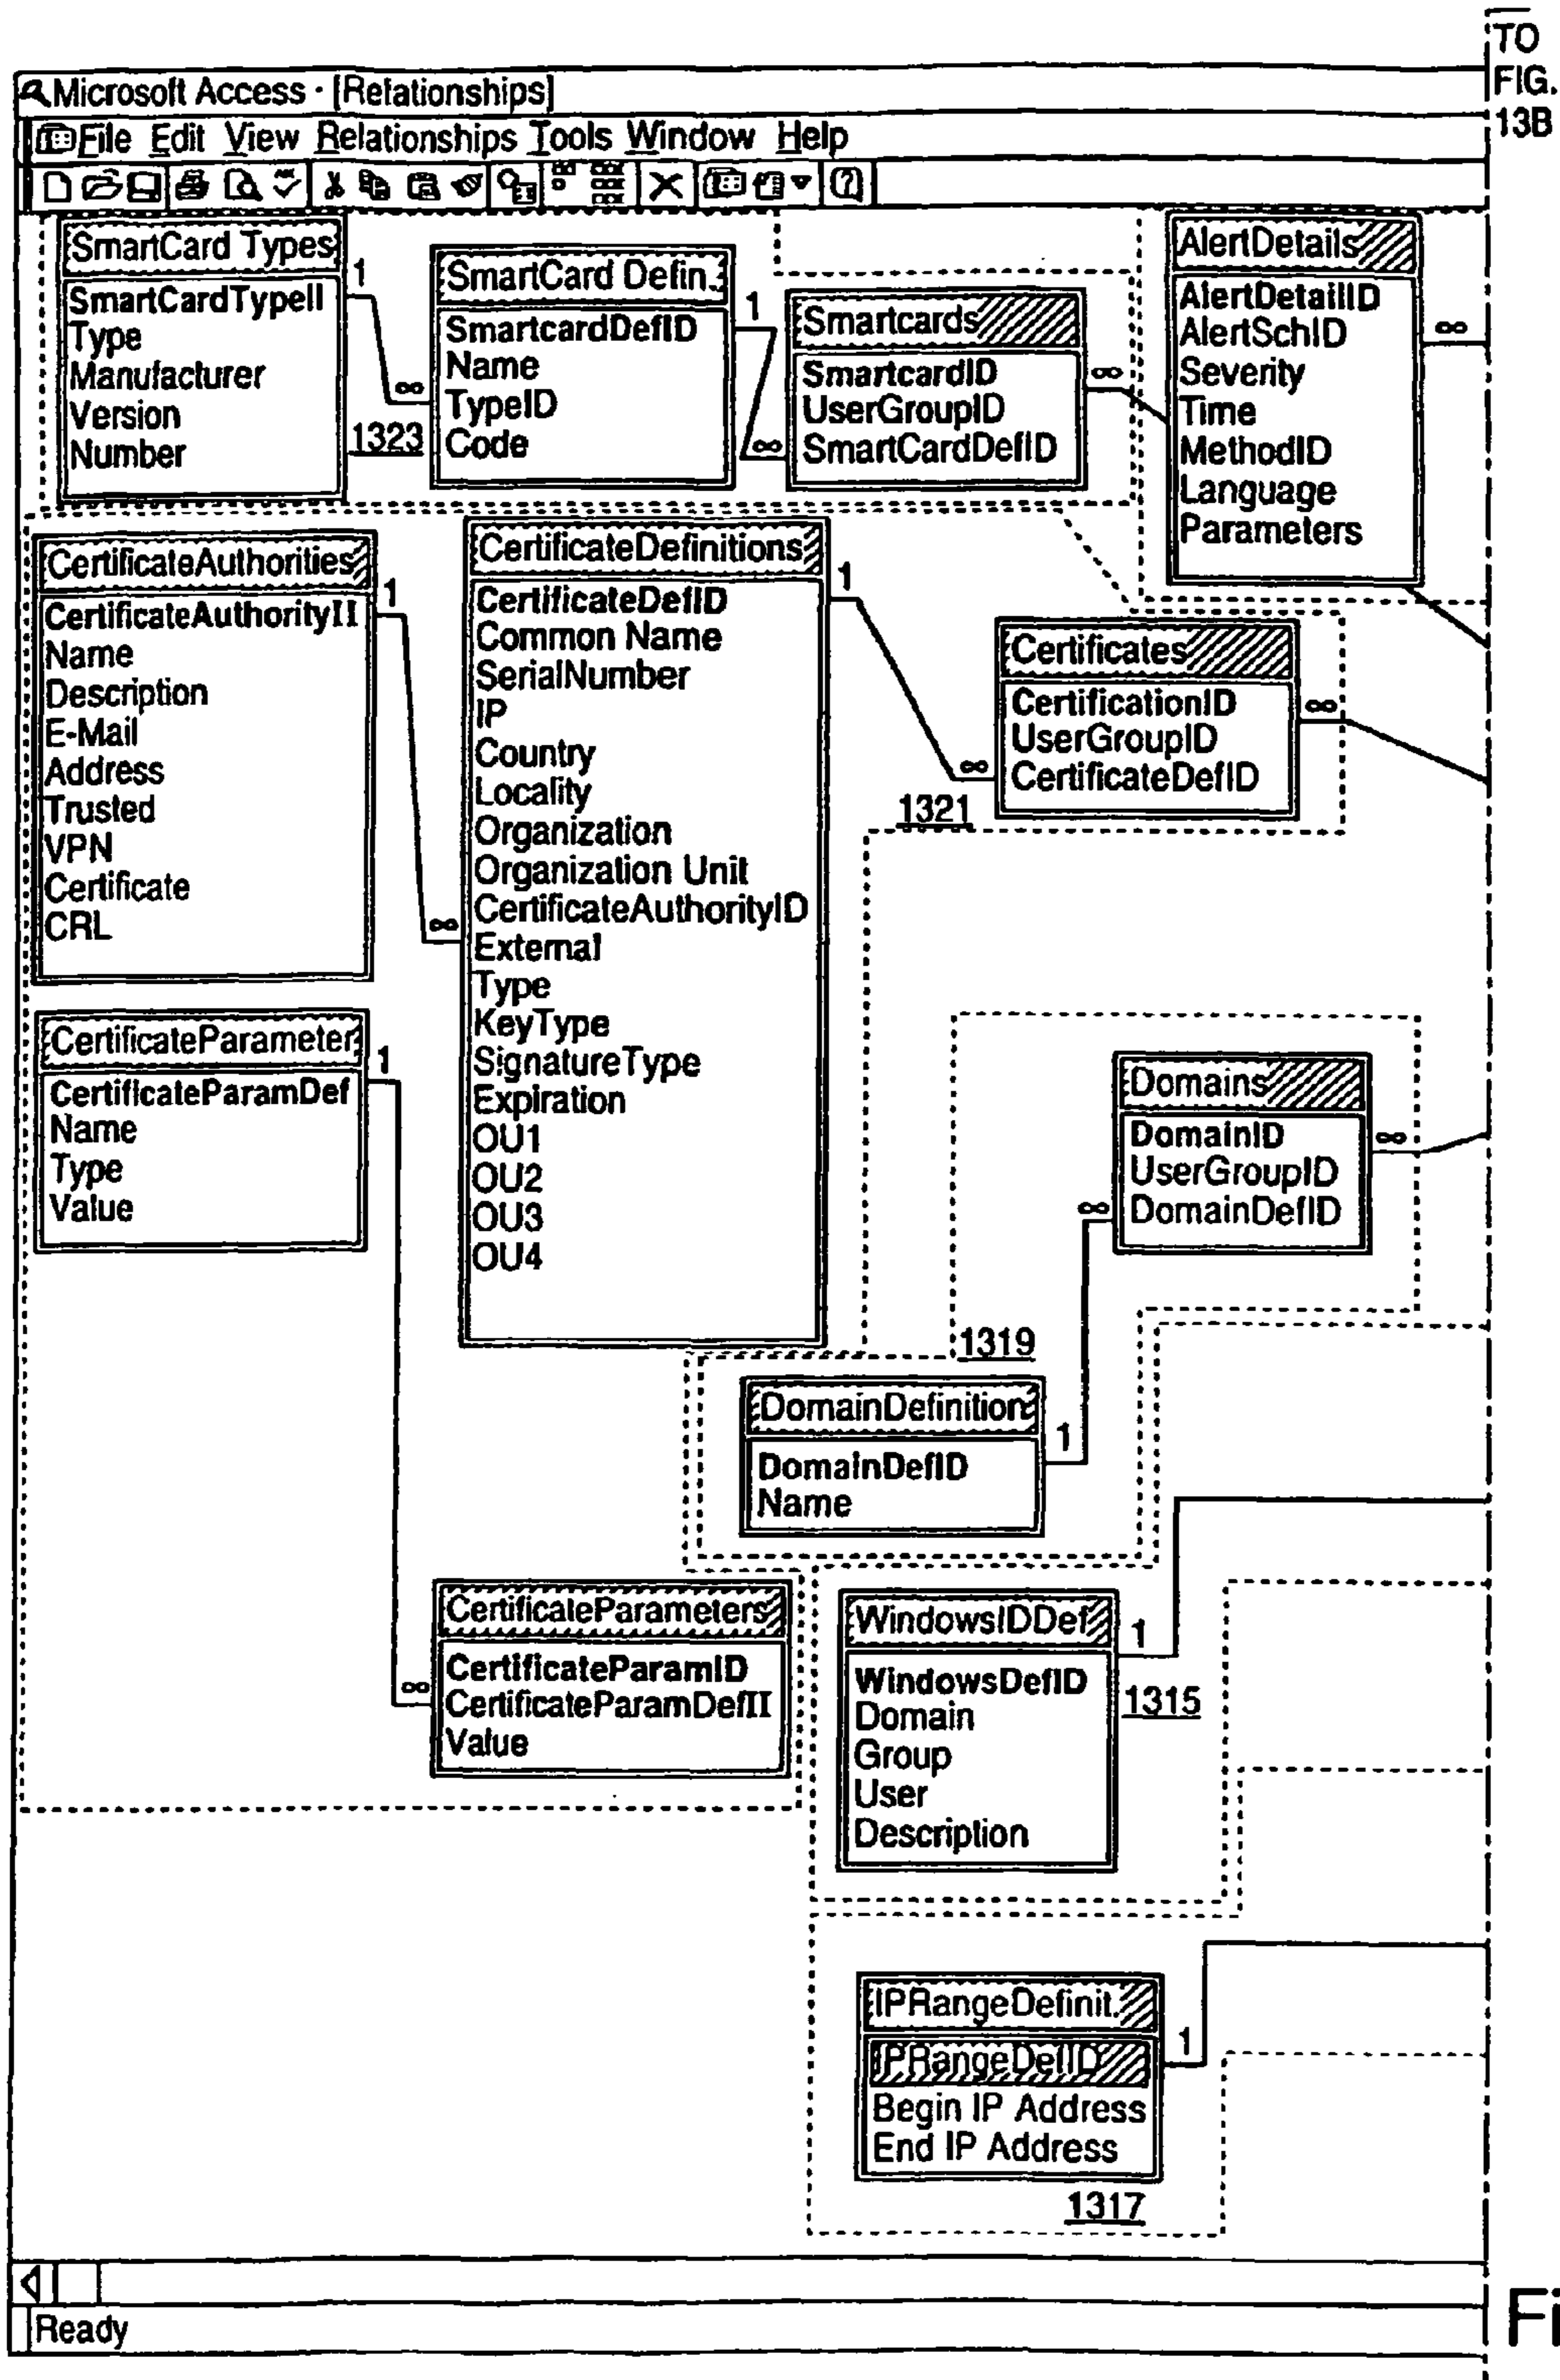 TO
FIG.
13B
Microsoft Access · [Relationships]
File Edit View Relationships Tools Window Help
SmartCard Types
SmartCardTypeII
Type
Manufacturer
Version
Number
1
∞
1323
SmartCard Defin.
SmartcardDefID
Name
TypeID
Code
1
∞
Smartcards
SmartcardID
UserGroupID
SmartCardDefID
∞
AlertDetails
AlertDetailID
AlertSchID
Severity
Time
MethodID
Language
Parameters
∞
CertificateAuthorities
CertificateAuthorityII
Name
Description
E-Mail
Address
Trusted
VPN
Certificate
CRL
1
∞
CertificateDefinitions
CertificateDefID
Common Name
SerialNumber
IP
Country
Locality
Organization
Organization Unit
CertificateAuthorityID
External
Type
KeyType
SignatureType
Expiration
OU1
OU2
OU3
OU4
1
∞
1321
Certificates
CertificationID
UserGroupID
CertificateDefID
∞
CertificateParameter
CertificateParamDef
Name
Type
Value
1
∞
Domains
DomainID
UserGroupID
DomainDefID
∞
∞
1319
DomainDefinition
DomainDefID
Name
1
CertificateParameters
CertificateParamID
CertificateParamDefII
Value
WindowsIDDef
WindowsDefID
Domain
Group
User
Description
1
1315
IPRangeDefinit.
IPRangeDefID
Begin IP Address
End IP Address
1
1317
Ready
Fi